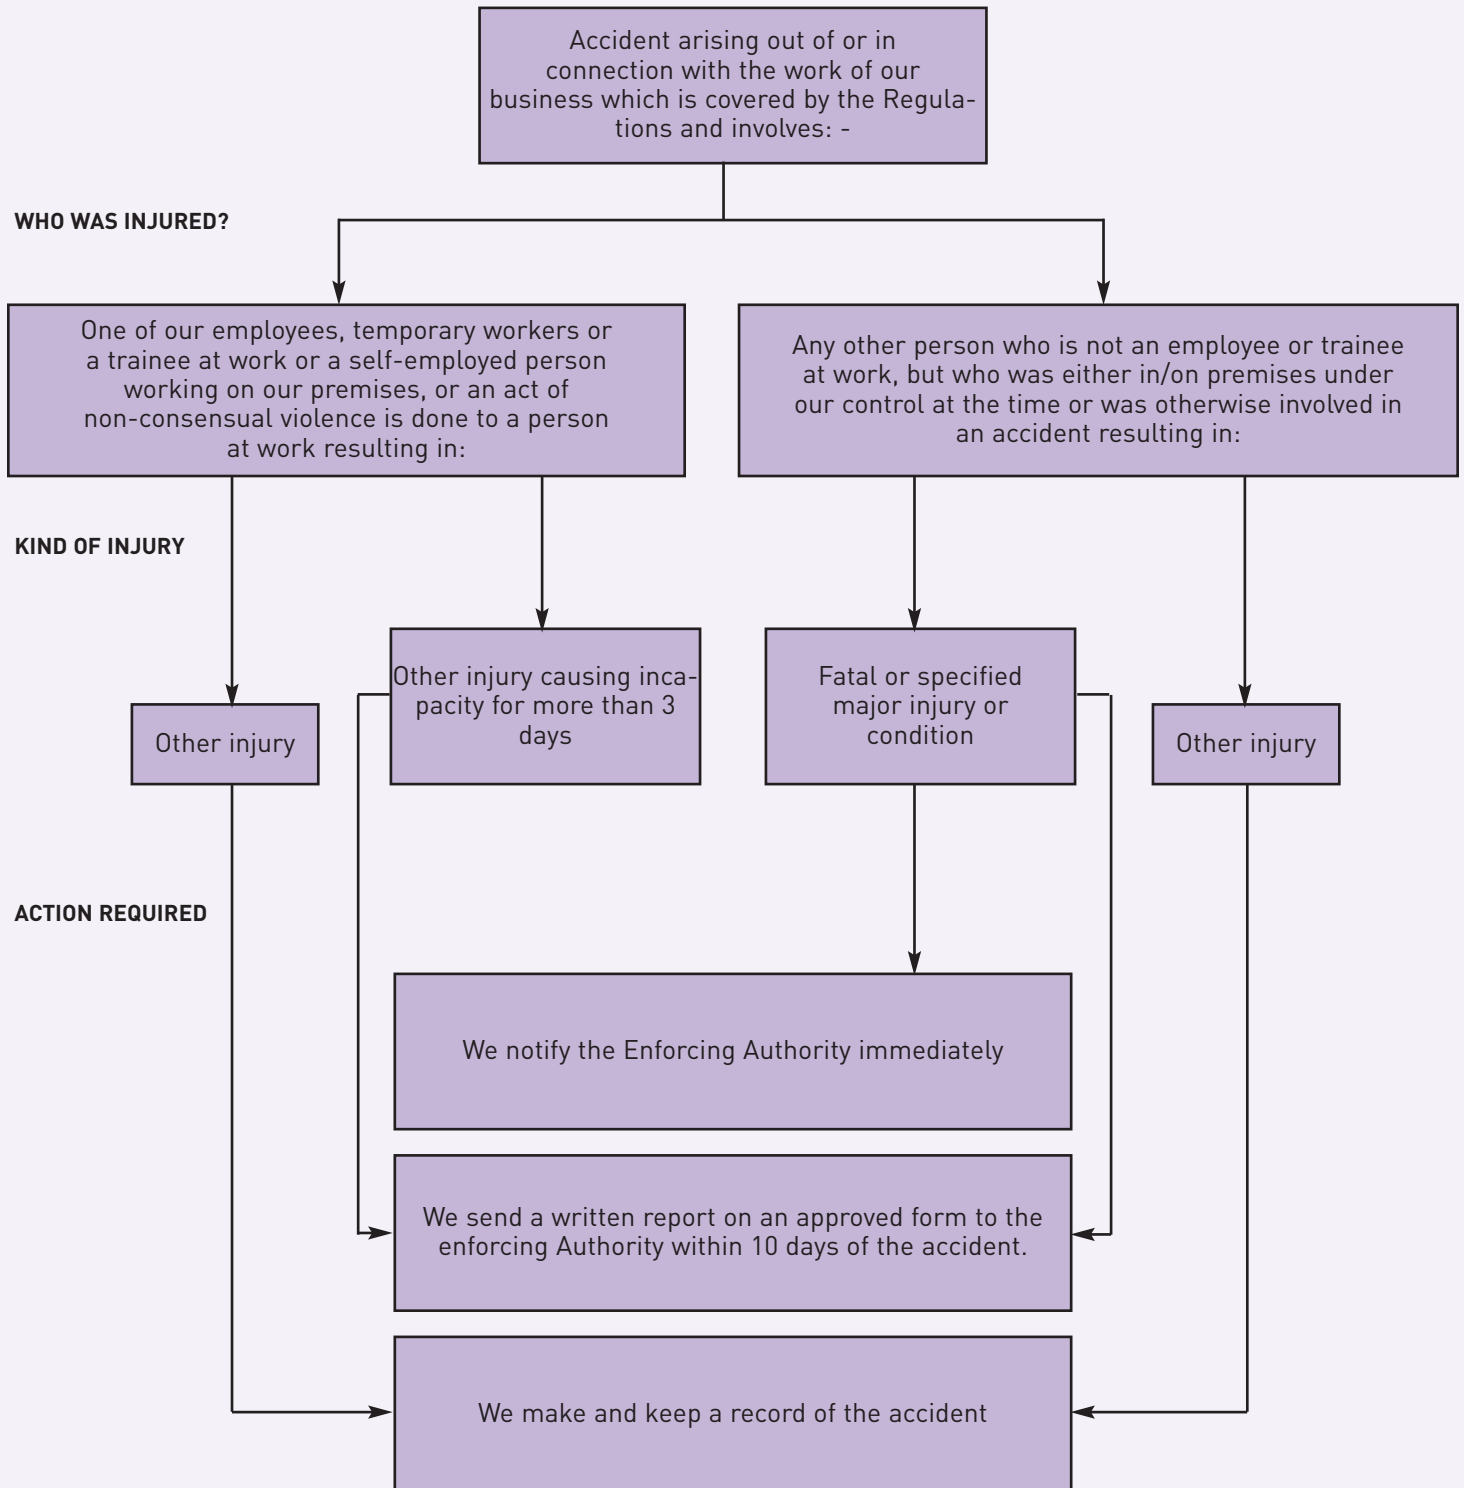 Accident arising out of or in
connection with the work of our
business which is covered by the Regula-
tions and involves: -
WHO WAS INJURED?
One of our employees, temporary workers or
a trainee at work or a self-employed person
working on our premises, or an act of
non-consensual violence is done to a person
at work resulting in:
Any other person who is not an employee or trainee
at work, but who was either in/on premises under
our control at the time or was otherwise involved in
an accident resulting in:
KIND OF INJURY
Other injury
Other injury causing inca-
pacity for more than 3
days
Fatal or specified
major injury or
condition
Other injury
ACTION REQUIRED
We notify the Enforcing Authority immediately
We send a written report on an approved form to the
enforcing Authority within 10 days of the accident.
We make and keep a record of the accident